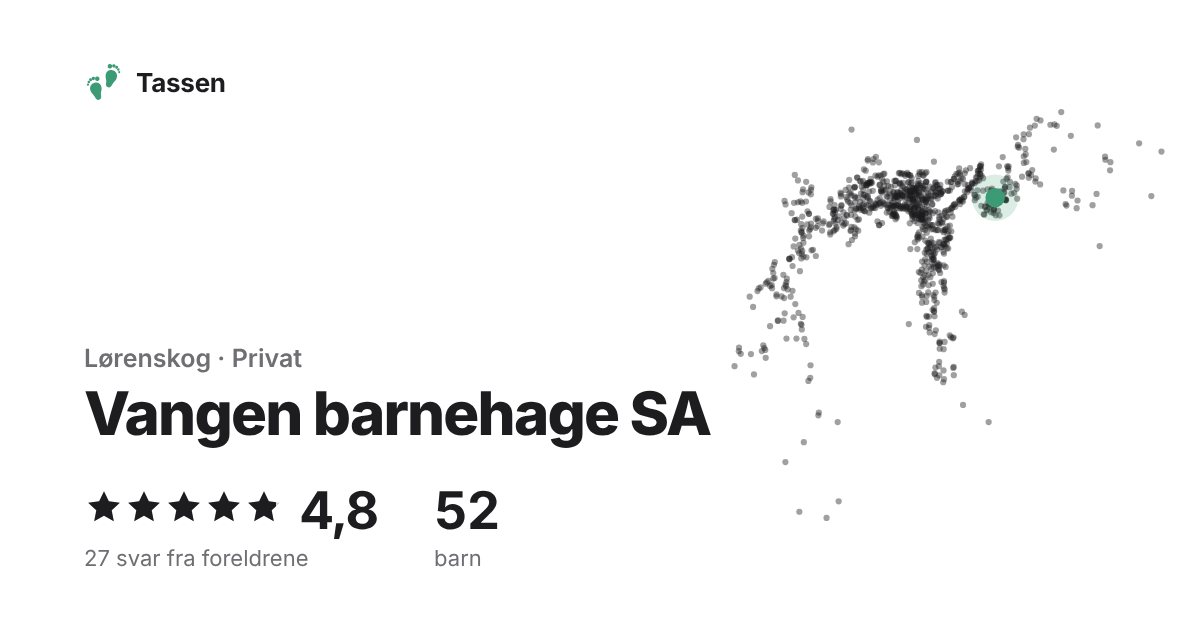 Tassen
Lørenskog · Privat
Vangen barnehage SA
4,8
27 svar fra foreldrene
52
barn